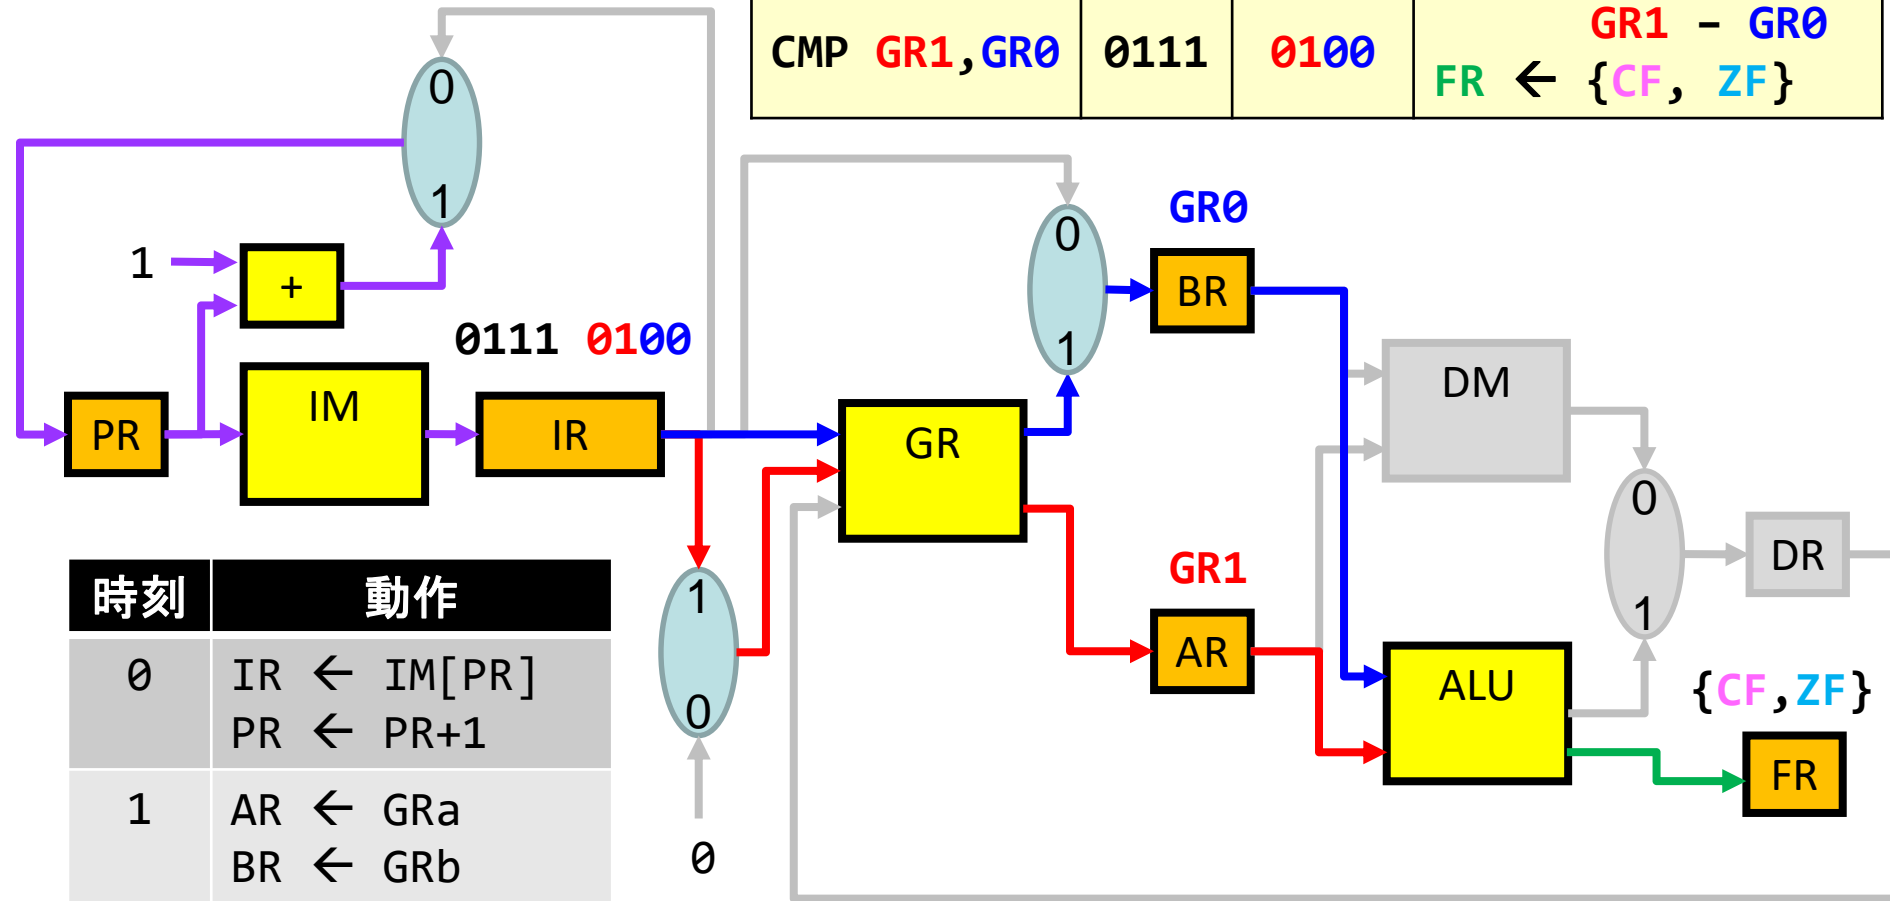 CMP GR1,GR0 0111 0100 GR1 – GR0
FR ← {CF, ZF}
0
1
1
+
0111 0100
PR
IM
IR
GR
0
1
GR0
BR
GR1
AR
DM
ALU
0
1
DR
{CF,ZF}
FR
1
0
0
時刻 動作
0 IR ← IM[PR]
PR ← PR+1
1 AR ← GRa
BR ← GRb